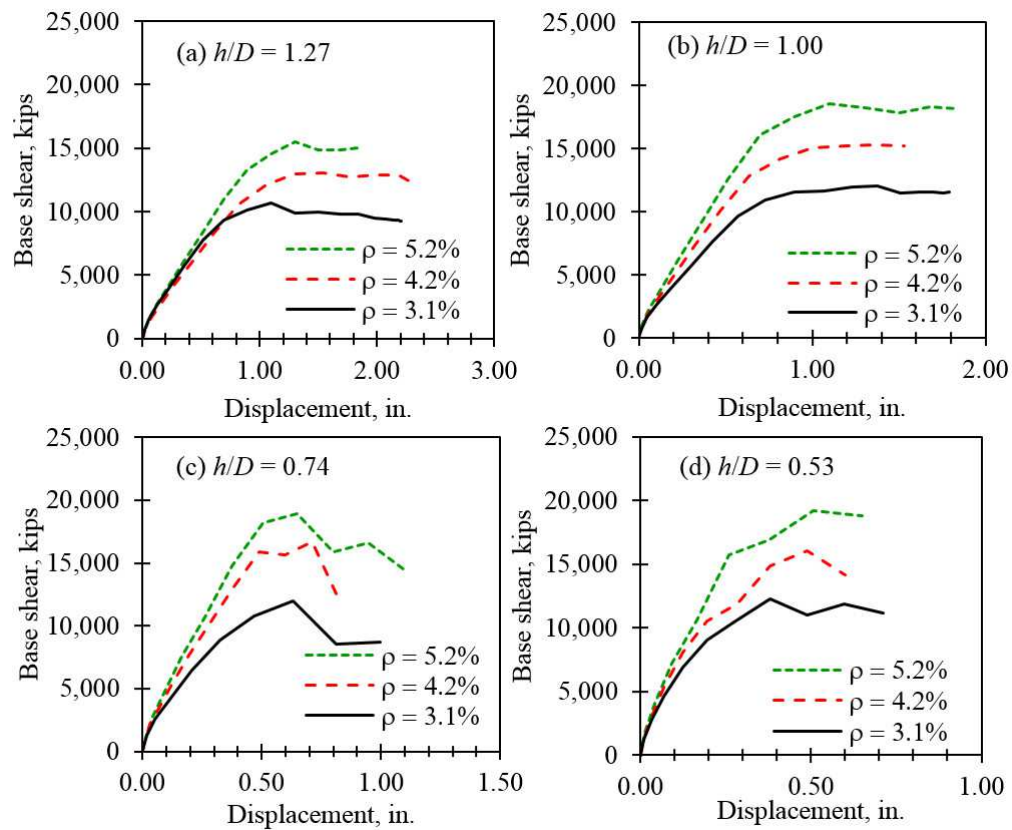 25,000
20,000
15,000
10,000
5,000
0
Base shear, kips
(a) h/D = 1.27
ρ = 5.2%
ρ = 4.2%
ρ = 3.1%
0.00 1.00 2.00 3.00
Displacement, in.
25,000
20,000
15,000
10,000
5,000
0
Base shear, kips
(b) h/D = 1.00
ρ = 5.2%
ρ = 4.2%
ρ = 3.1%
0.00 1.00 2.00
Displacement, in.
25,000
20,000
15,000
10,000
5,000
0
Base shear, kips
(c) h/D = 0.74
ρ = 5.2%
ρ = 4.2%
ρ = 3.1%
0.00 0.50 1.00 1.50
Displacement, in.
25,000
20,000
15,000
10,000
5,000
0
Base shear, kips
(d) h/D = 0.53
ρ = 5.2%
ρ = 4.2%
ρ = 3.1%
0.00 0.50 1.00
Displacement, in.